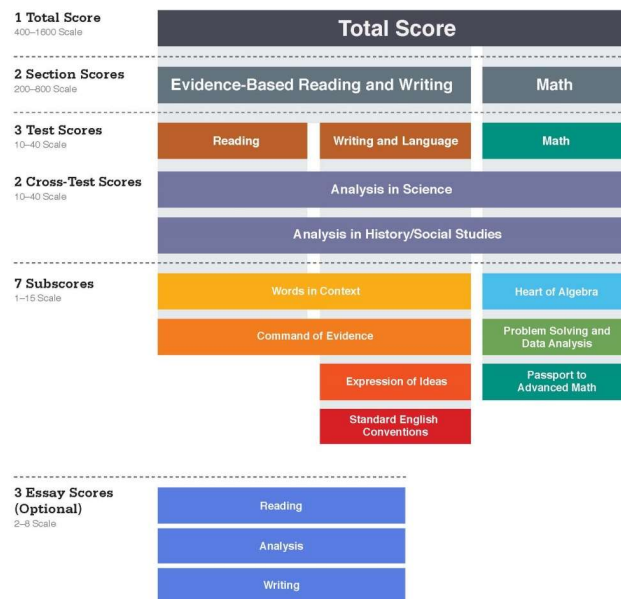 1 Total Score
400–1600 Scale
Total Score
2 Section Scores
200–800 Scale
Evidence-Based Reading and Writing
Math
3 Test Scores
10–40 Scale
Reading
Writing and Language
Math
2 Cross-Test Scores
10–40 Scale
Analysis in Science
Analysis in History/Social Studies
7 Subscores
1–15 Scale
Words in Context
Heart of Algebra
Command of Evidence
Problem Solving and
Data Analysis
Expression of Ideas
Passport to
Advanced Math
Standard English
Conventions
3 Essay Scores
(Optional)
2–8 Scale
Reading
Analysis
Writing